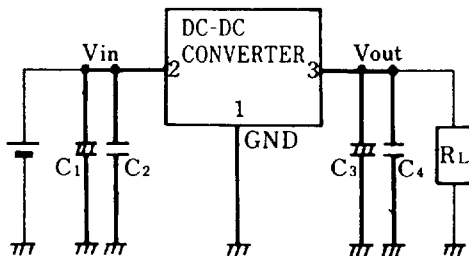 DC-DC
Vin
CONVERTER
Vout
2
3
1
GND
C₁
C₂
C₃
C₄
RL